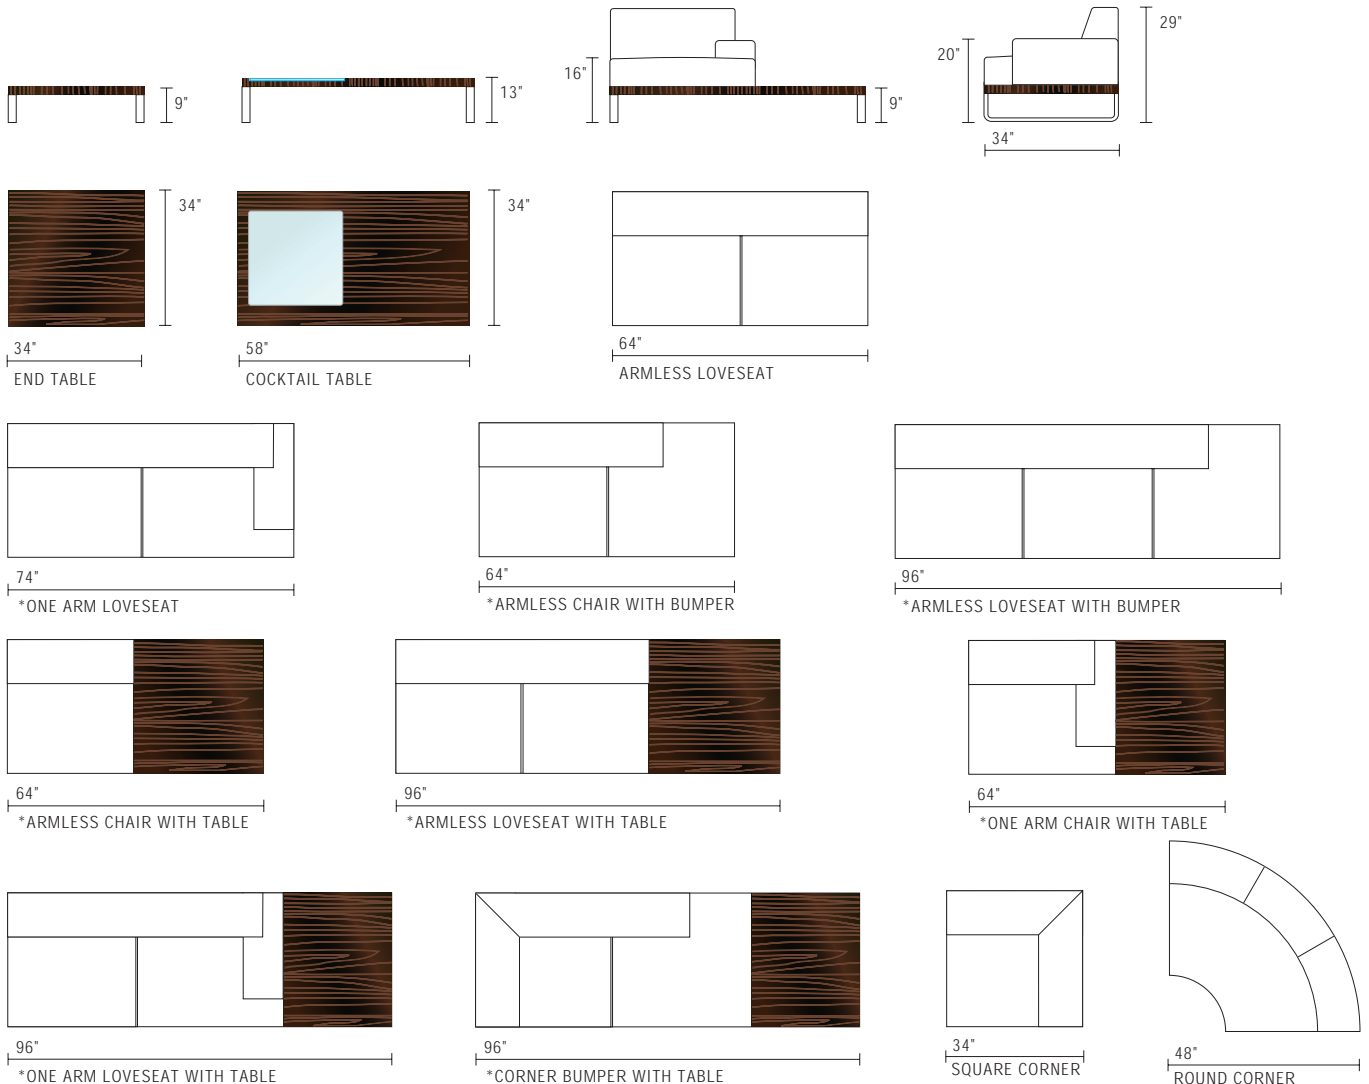 29"
20"
16"
9"
13"
9"
34"
34"
34"
34"
58"
64"
END TABLE
COCKTAIL TABLE
ARMLESS LOVESEAT
74"
64"
96"
*ONE ARM LOVESEAT
*ARMLESS CHAIR WITH BUMPER
*ARMLESS LOVESEAT WITH BUMPER
64"
96"
64"
*ARMLESS CHAIR WITH TABLE
*ARMLESS LOVESEAT WITH TABLE
*ONE ARM CHAIR WITH TABLE
96"
96"
34"
48"
*ONE ARM LOVESEAT WITH TABLE
*CORNER BUMPER WITH TABLE
SQUARE CORNER
ROUND CORNER